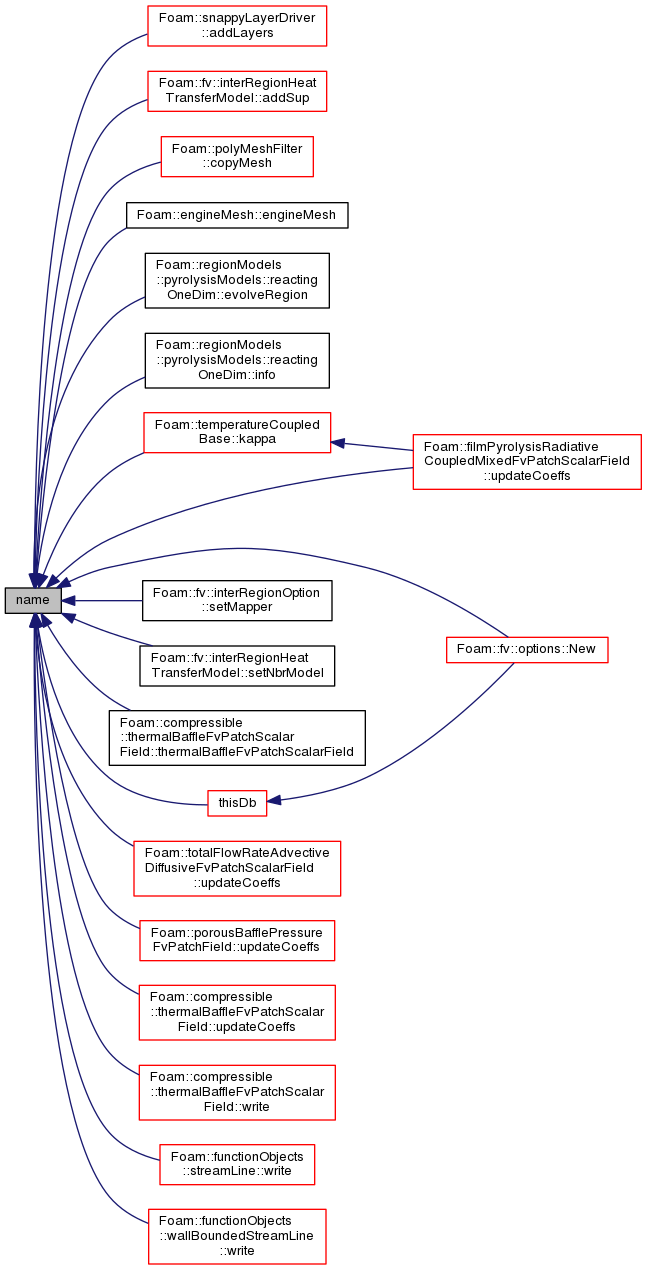 Foam::snappyLayerDriver
::addLayers
Foam::fv::interRegionHeat
TransferModel::addSup
Foam::polyMeshFilter
::copyMesh
Foam::engineMesh::engineMesh
Foam::regionModels
::pyrolysisModels::reacting
OneDim::evolveRegion
Foam::regionModels
::pyrolysisModels::reacting
OneDim::info
Foam::temperatureCoupled
Base::kappa
Foam::filmPyrolysisRadiative
CoupledMixedFvPatchScalarField
::updateCoeffs
name
Foam::fv::interRegionOption
::setMapper
Foam::fv::options::New
Foam::fv::interRegionHeat
TransferModel::setNbrModel
Foam::compressible
::thermalBaffleFvPatchScalar
Field::thermalBaffleFvPatchScalarField
thisDb
Foam::totalFlowRateAdvective
DiffusiveFvPatchScalarField
::updateCoeffs
Foam::porousBafflePressure
FvPatchField::updateCoeffs
Foam::compressible
::thermalBaffleFvPatchScalar
Field::updateCoeffs
Foam::compressible
::thermalBaffleFvPatchScalar
Field::write
Foam::functionObjects
::streamLine::write
Foam::functionObjects
::wallBoundedStreamLine
::write